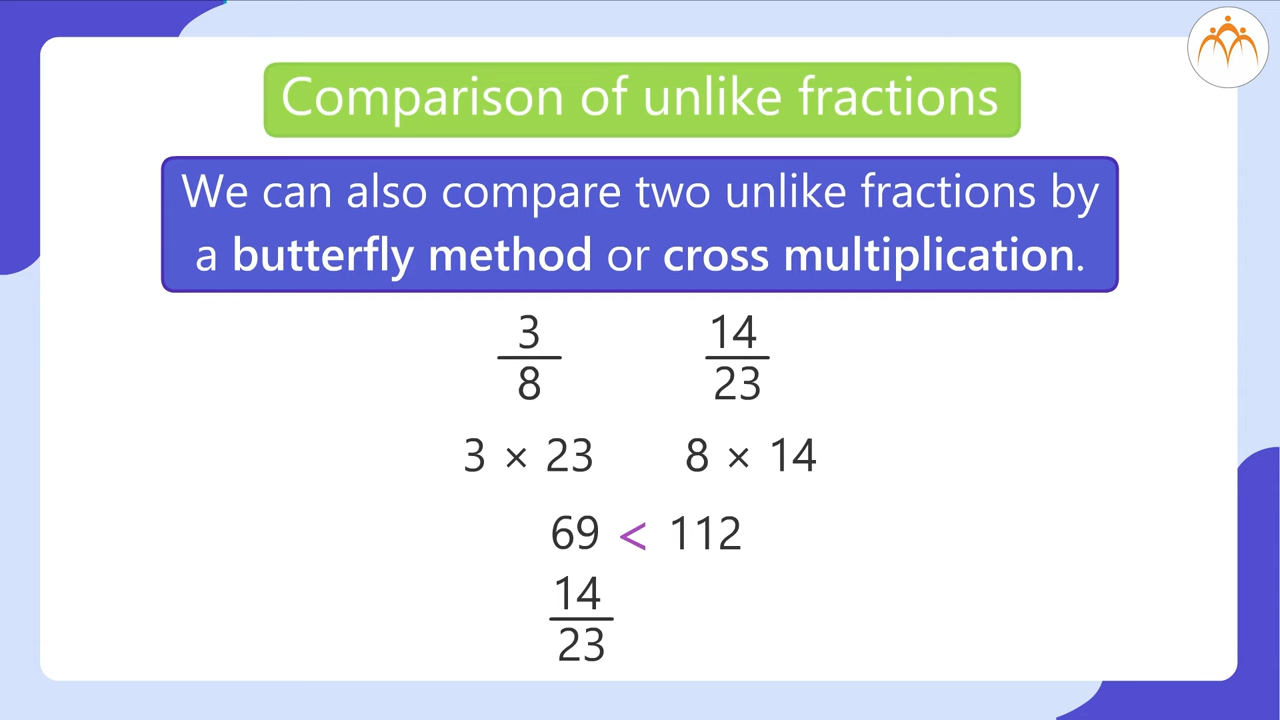 Comparison of unlike fractions
We can also compare two unlike fractions by
a butterfly method or cross multiplication.
3 14
8 23
3 × 23 8 × 14
69 < 112
14
23